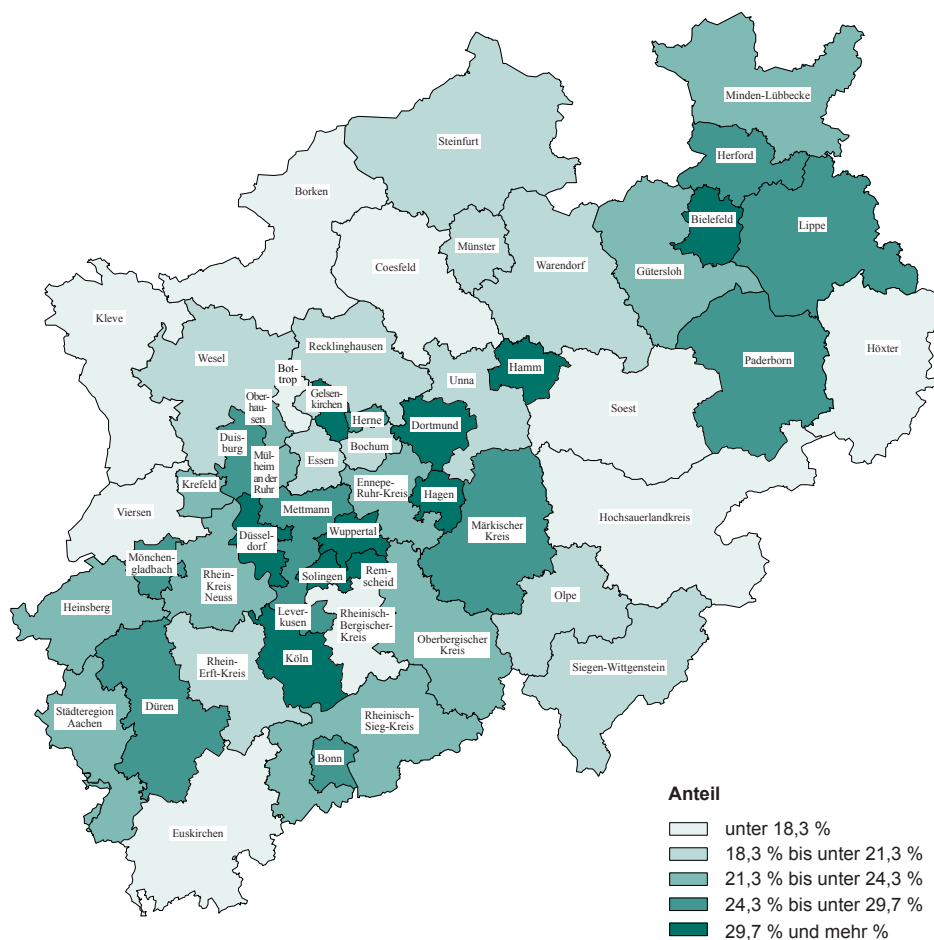 Minden-Lübbecke
Steinfurt
Herford
Borken
Bielefeld
Lippe
Münster
Coesfeld
Warendorf
Gütersloh
Kleve
Recklinghausen
Höxter
Wesel
Paderborn
Bot-
trop
Hamm
Unna
Gelsen-
kirchen
Ober-
hausen
Soest
Herne
Dortmund
Duis-
burg
Bochum
Mülheim
an der
Ruhr
Essen
Krefeld
Ennepe-
Ruhr-Kreis
Hagen
Viersen
Mettmann
Hochsauerlandkreis
Märkischer
Kreis
Düssel-
dorf
Wuppertal
Mönchen-
gladbach
Solingen
Rem-
scheid
Rhein-
Kreis
Neuss
Olpe
Heinsberg
Lever-
kusen
Rheinisch-
Bergischer-
Kreis
Oberbergischer
Kreis
Köln
Rhein-
Erft-Kreis
Siegen-Wittgenstein
Städteregion
Aachen
Düren
Rheinisch-
Sieg-Kreis
Bonn
Euskirchen
Anteil
unter 18,3 %
18,3 % bis unter 21,3 %
21,3 % bis unter 24,3 %
24,3 % bis unter 29,7 %
29,7 % und mehr %